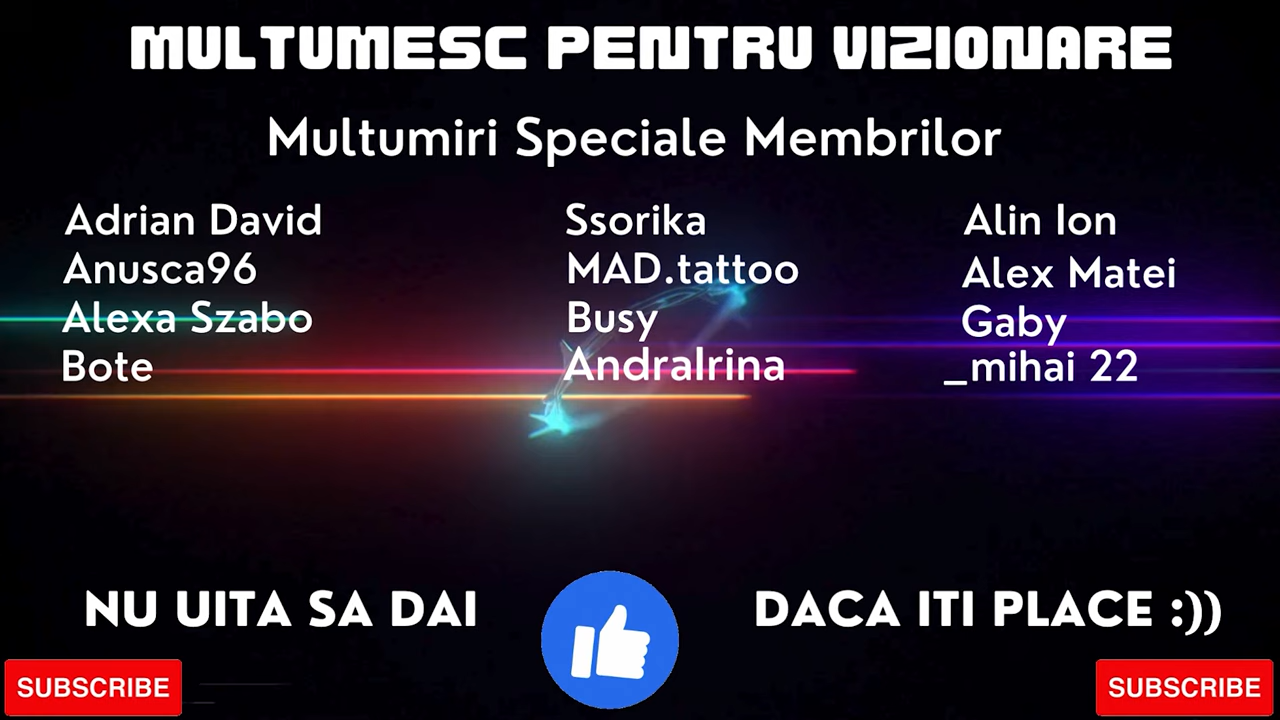 MULTUMESC PENTRU VIZIONARE
Multumiri Speciale Membrilor
Adrian David
Anusca96
Alexa Szabo
Bote
Ssorika
MAD.tattoo
Busy
AndraIrina
Alin Ion
Alex Matei
Gaby
_mihai 22
NU UITA SA DAI
DACA ITI PLACE :))
SUBSCRIBE
SUBSCRIBE